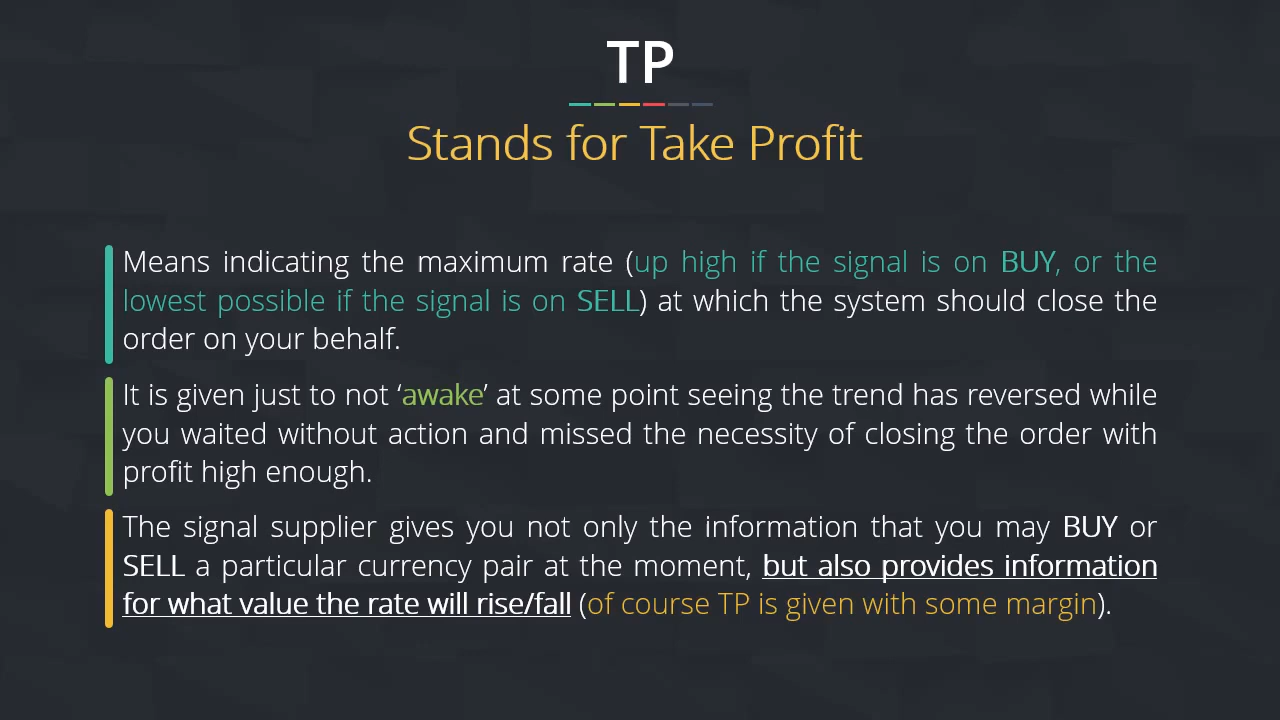 TP
Stands for Take Profit
Means indicating the maximum rate (up high if the signal is on BUY, or the
lowest possible if the signal is on SELL) at which the system should close the
order on your behalf.
It is given just to not ‘awake’ at some point seeing the trend has reversed while
you waited without action and missed the necessity of closing the order with
profit high enough.
The signal supplier gives you not only the information that you may BUY or
SELL a particular currency pair at the moment, but also provides information
for what value the rate will rise/fall (of course TP is given with some margin).